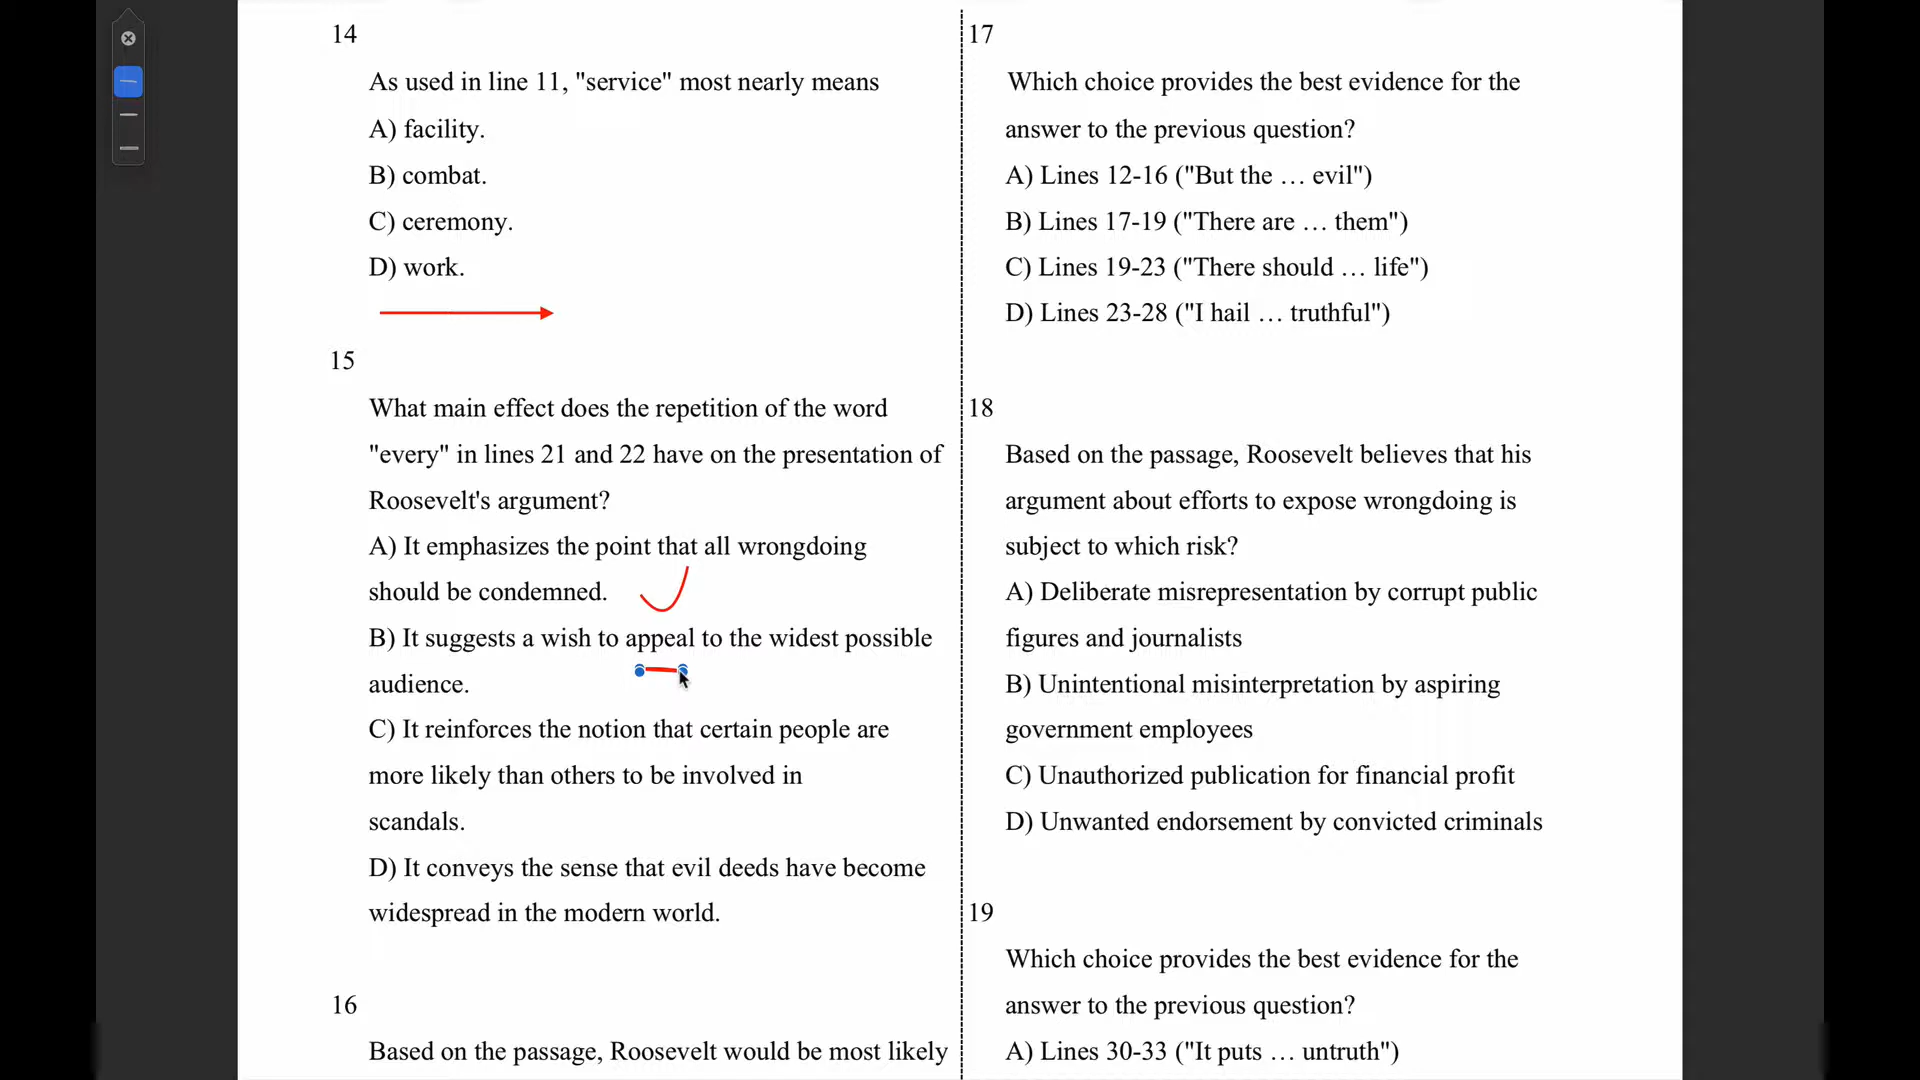 14
As used in line 11, "service" most nearly means
A) facility.
B) combat.
C) ceremony.
D) work.
15
What main effect does the repetition of the word
"every" in lines 21 and 22 have on the presentation of
Roosevelt's argument?
A) It emphasizes the point that all wrongdoing
should be condemned.
B) It suggests a wish to appeal to the widest possible
audience.
C) It reinforces the notion that certain people are
more likely than others to be involved in
scandals.
D) It conveys the sense that evil deeds have become
widespread in the modern world.
16
Based on the passage, Roosevelt would be most likely
17
Which choice provides the best evidence for the
answer to the previous question?
A) Lines 12-16 ("But the … evil")
B) Lines 17-19 ("There are … them")
C) Lines 19-23 ("There should … life")
D) Lines 23-28 ("I hail … truthful")
18
Based on the passage, Roosevelt believes that his
argument about efforts to expose wrongdoing is
subject to which risk?
A) Deliberate misrepresentation by corrupt public
figures and journalists
B) Unintentional misinterpretation by aspiring
government employees
C) Unauthorized publication for financial profit
D) Unwanted endorsement by convicted criminals
19
Which choice provides the best evidence for the
answer to the previous question?
A) Lines 30-33 ("It puts … untruth")